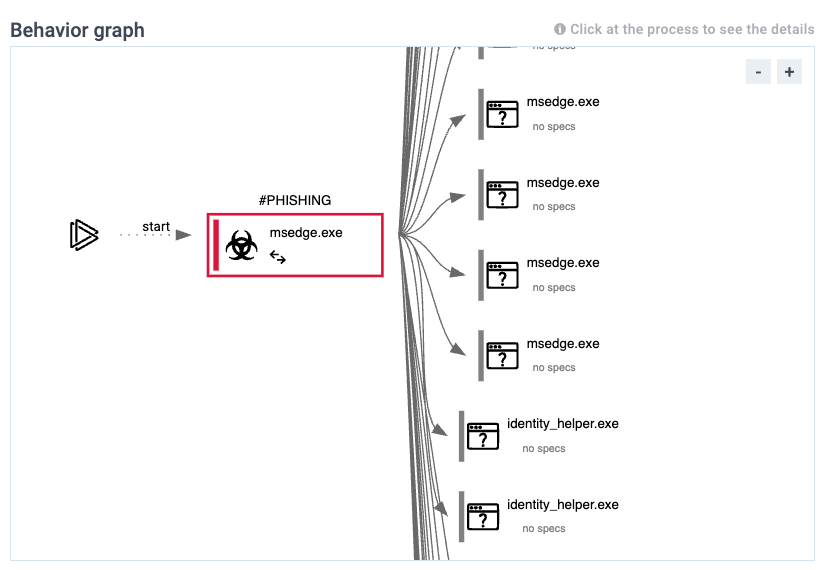 Behavior graph
Click at the process to see the details
- +
no specs
msedge.exe
no specs
#PHISHING
msedge.exe
no specs
start
msedge.exe
msedge.exe
no specs
msedge.exe
no specs
identity_helper.exe
no specs
identity_helper.exe
no specs